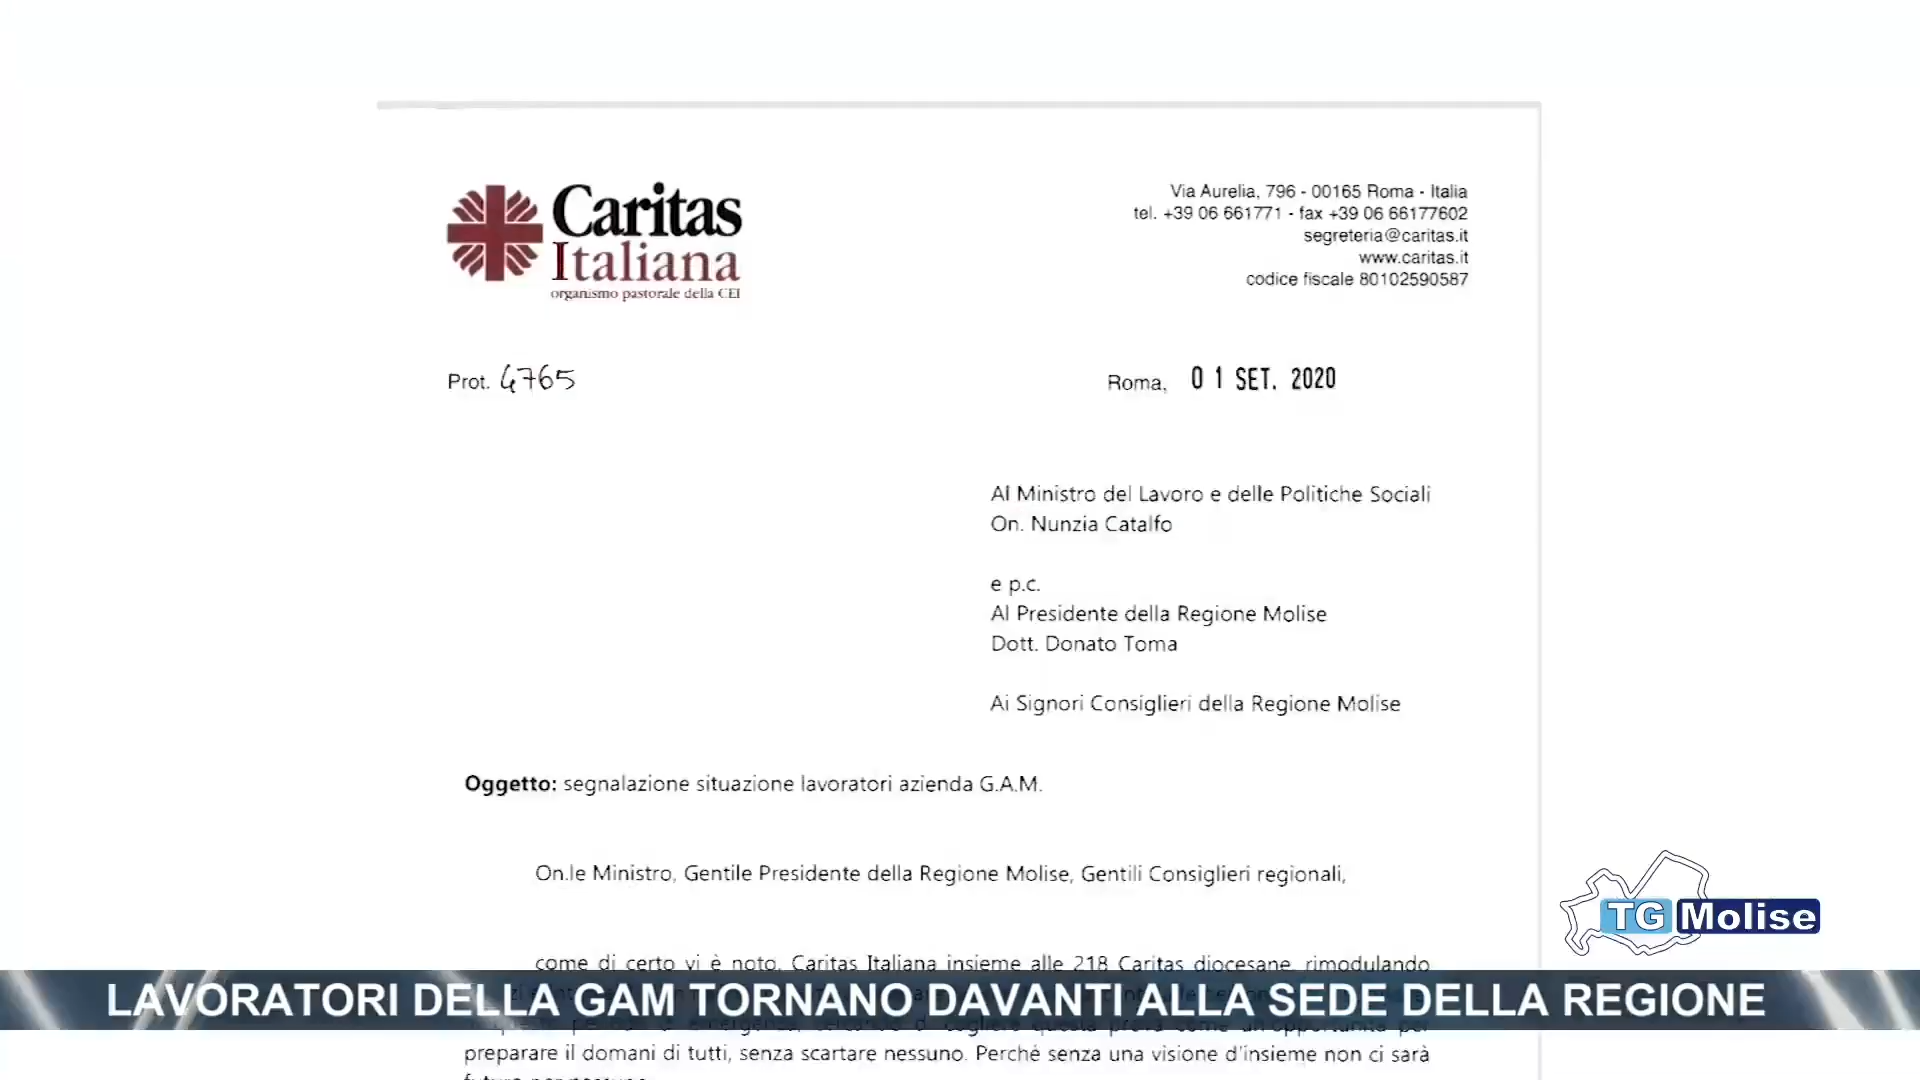 Caritas
Italiana
organismo pastorale della CEI
Via Aurelia, 796 - 00165 Roma - Italia
tel. +39 06 661771 - fax +39 06 66177602
segreteria@caritas.it
www.caritas.it
codice fiscale 80102590587
Prot. 4765
Roma, 01 SET. 2020
Al Ministro del Lavoro e delle Politiche Sociali
On. Nunzia Catalfo
e p.c.
Al Presidente della Regione Molise
Dott. Donato Toma
Ai Signori Consiglieri della Regione Molise
Oggetto: segnalazione situazione lavoratori azienda G.A.M.
On.le Ministro, Gentile Presidente della Regione Molise, Gentili Consiglieri regionali,
TG Molise
come di certo vi è noto, Caritas Italiana insieme alle 218 Caritas diocesane, rimodulando
LAVORATORI DELLA GAM TORNANO DAVANTI ALLA SEDE DELLA REGIONE
preparare il domani di tutti, senza scartare nessuno. Perché senza una visione d'insieme non ci sarà